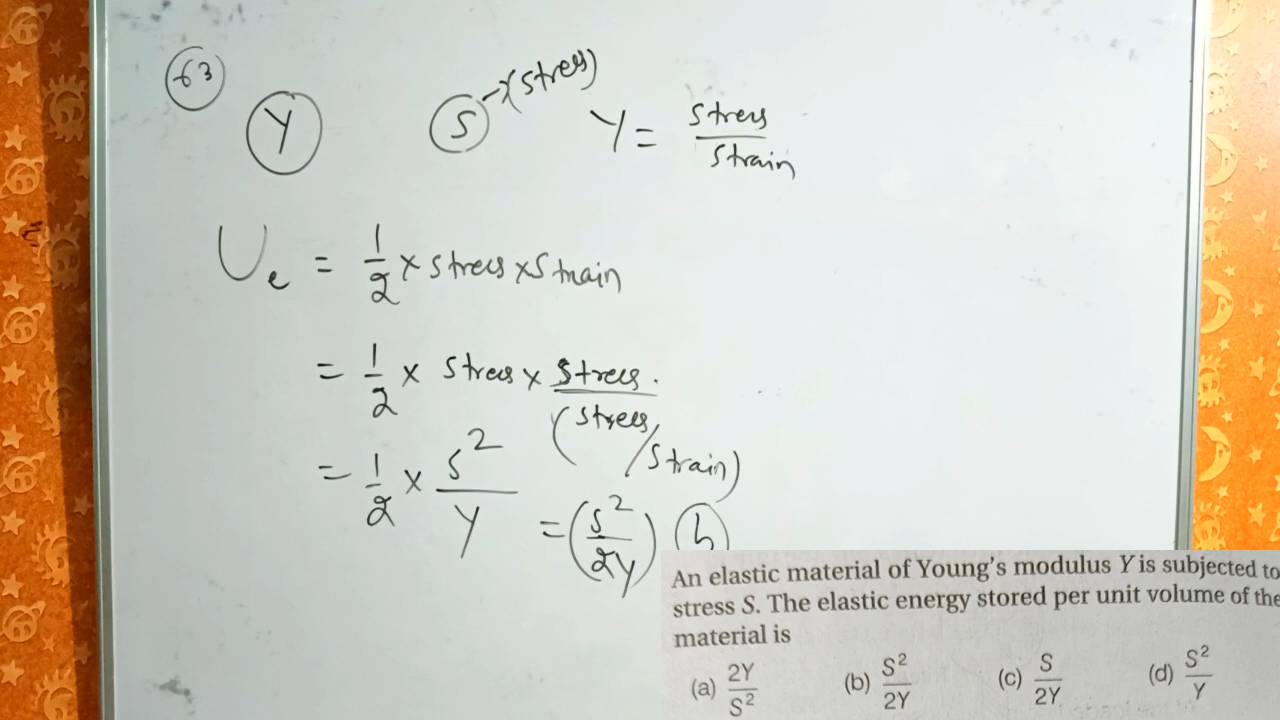 63
Y S → (stress) Y = stress / strain
Ue = 1/2 × stress × Strain
= 1/2 × stress × stress. / (stress / strain)
= 1/2 × s² / Y = (s² / 2Y) b
An elastic material of Young's modulus Y is subjected to
stress S. The elastic energy stored per unit volume of the
material is
(a) 2Y / S² (b) S² / 2Y (c) S / 2Y (d) S² / Y